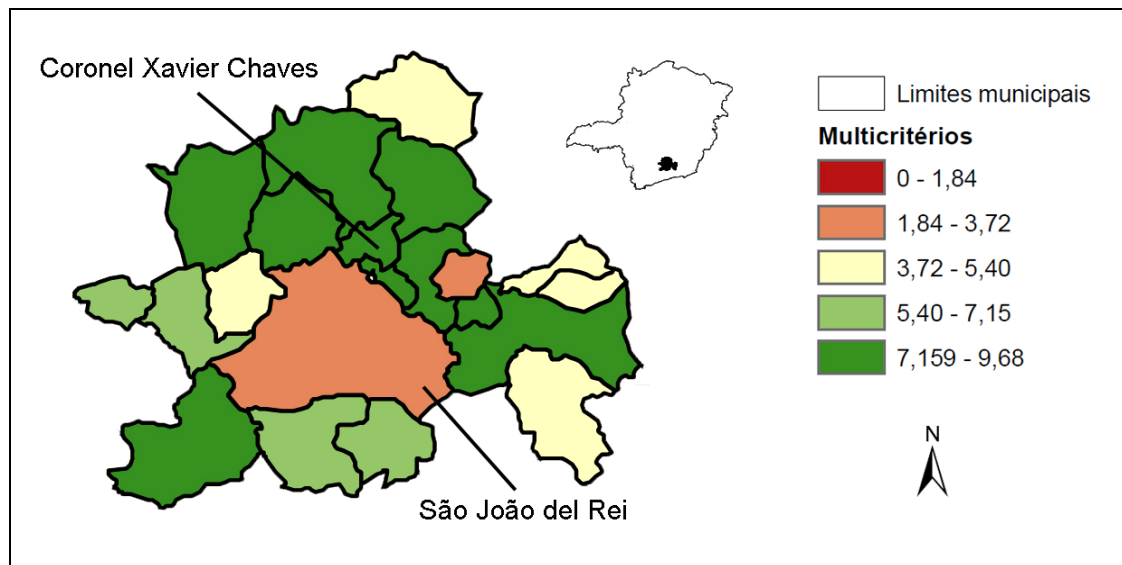 Coronel Xavier Chaves
São João del Rei
Limites municipais
Multicritérios
0 - 1,84
1,84 - 3,72
3,72 - 5,40
5,40 - 7,15
7,159 - 9,68
N